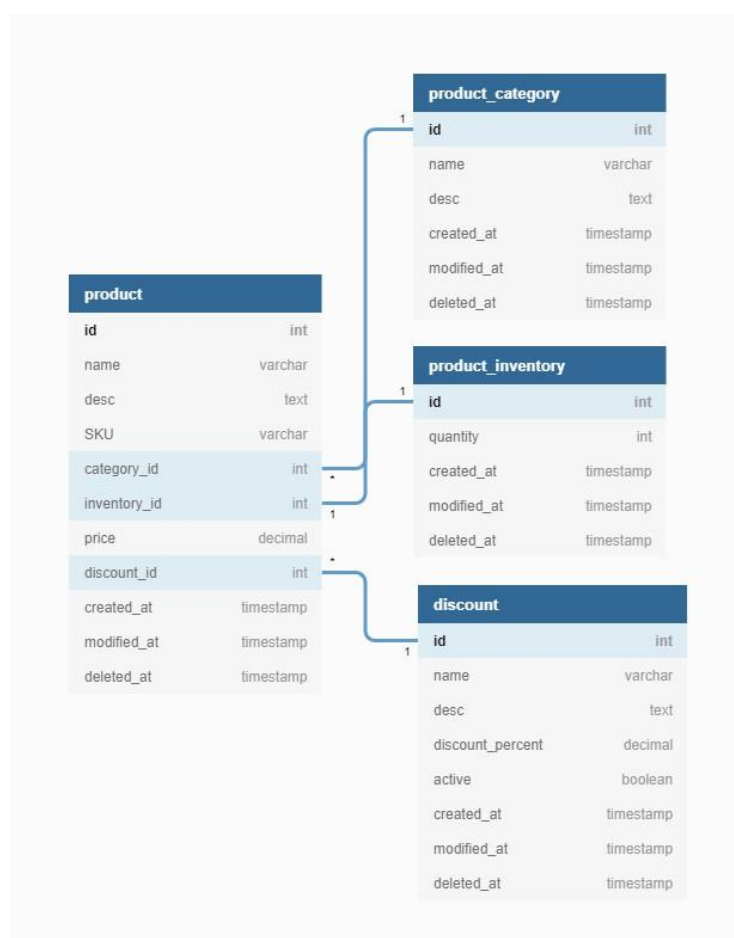 product_category
1
id int
name varchar
desc text
created_at timestamp
modified_at timestamp
deleted_at timestamp
product
id int
name varchar
desc text
SKU varchar
category_id int
*
inventory_id int
1
price decimal
*
discount_id int
created_at timestamp
modified_at timestamp
deleted_at timestamp
product_inventory
1
id int
quantity int
created_at timestamp
modified_at timestamp
deleted_at timestamp
discount
1
id int
name varchar
desc text
discount_percent decimal
active boolean
created_at timestamp
modified_at timestamp
deleted_at timestamp